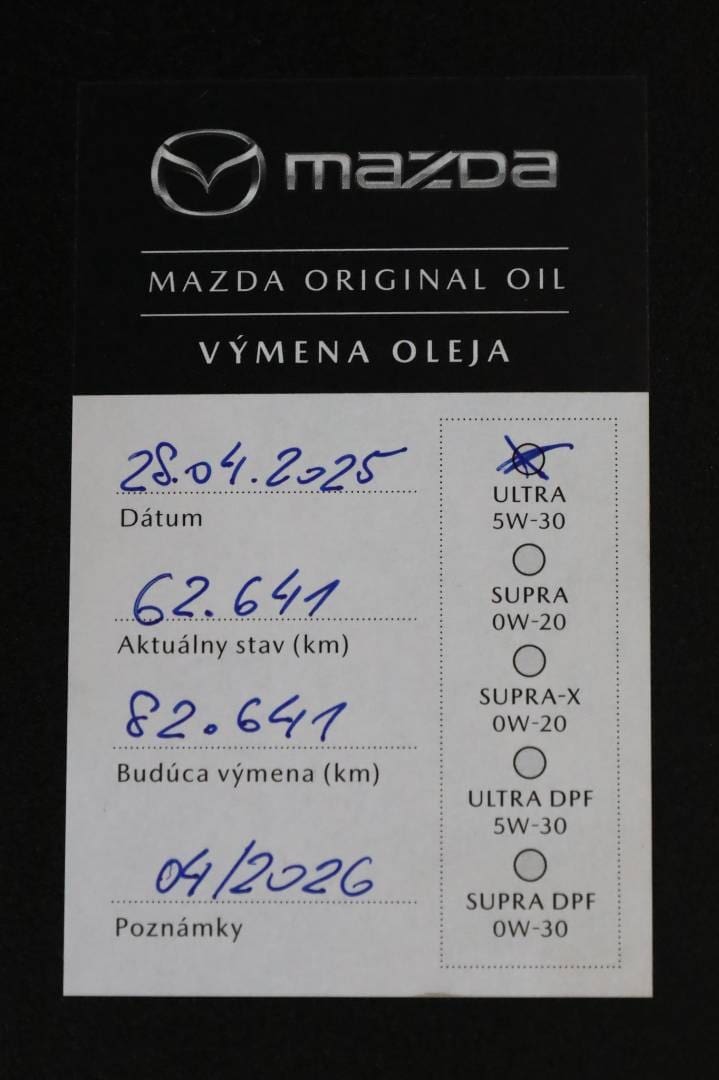 mazda
MAZDA ORIGINAL OIL
VÝMENA OLEJA
28.04.2025
Dátum
62.641
Aktuálny stav (km)
82.641
Budúca výmena (km)
04/2026
Poznámky
ULTRA
5W-30
SUPRA
0W-20
SUPRA-X
0W-20
ULTRA DPF
5W-30
SUPRA DPF
0W-30